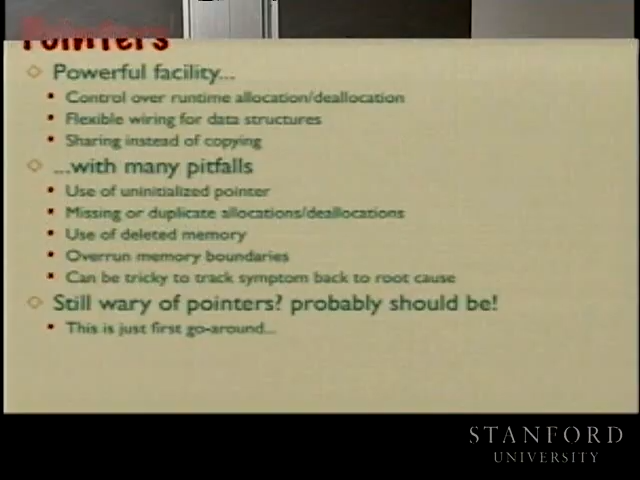 Pointers
Powerful facility...
Control over runtime allocation/deallocation
Flexible wiring for data structures
Sharing instead of copying
...with many pitfalls
Use of uninitialized pointer
Missing or duplicate allocations/deallocations
Use of deleted memory
Overrun memory boundaries
Can be tricky to track symptom back to root cause
Still wary of pointers? probably should be!
This is just first go-around...
STANFORD
UNIVERSITY